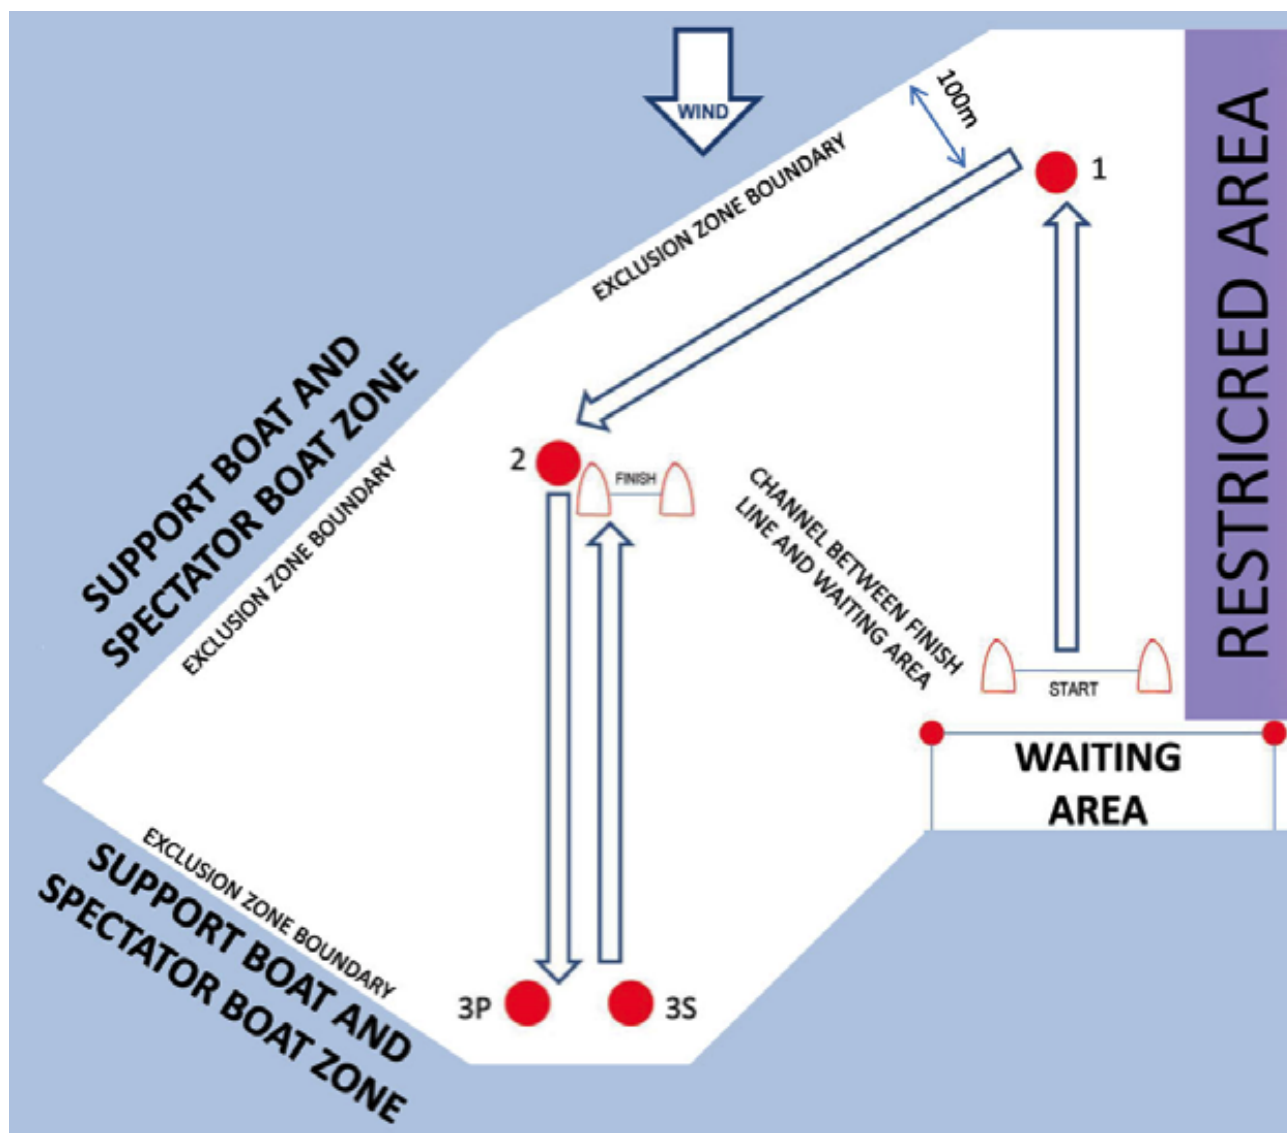 WIND
100m
1
EXCLUSION ZONE BOUNDARY
RESTRICRED AREA
SUPPORT BOAT AND
SPECTATOR BOAT ZONE
EXCLUSION ZONE BOUNDARY
2
FINISH
CHANNEL BETWEEN FINISH
LINE AND WAITING AREA
START
WAITING
AREA
EXCLUSION ZONE BOUNDARY
SUPPORT BOAT AND
SPECTATOR BOAT ZONE
3P
3S